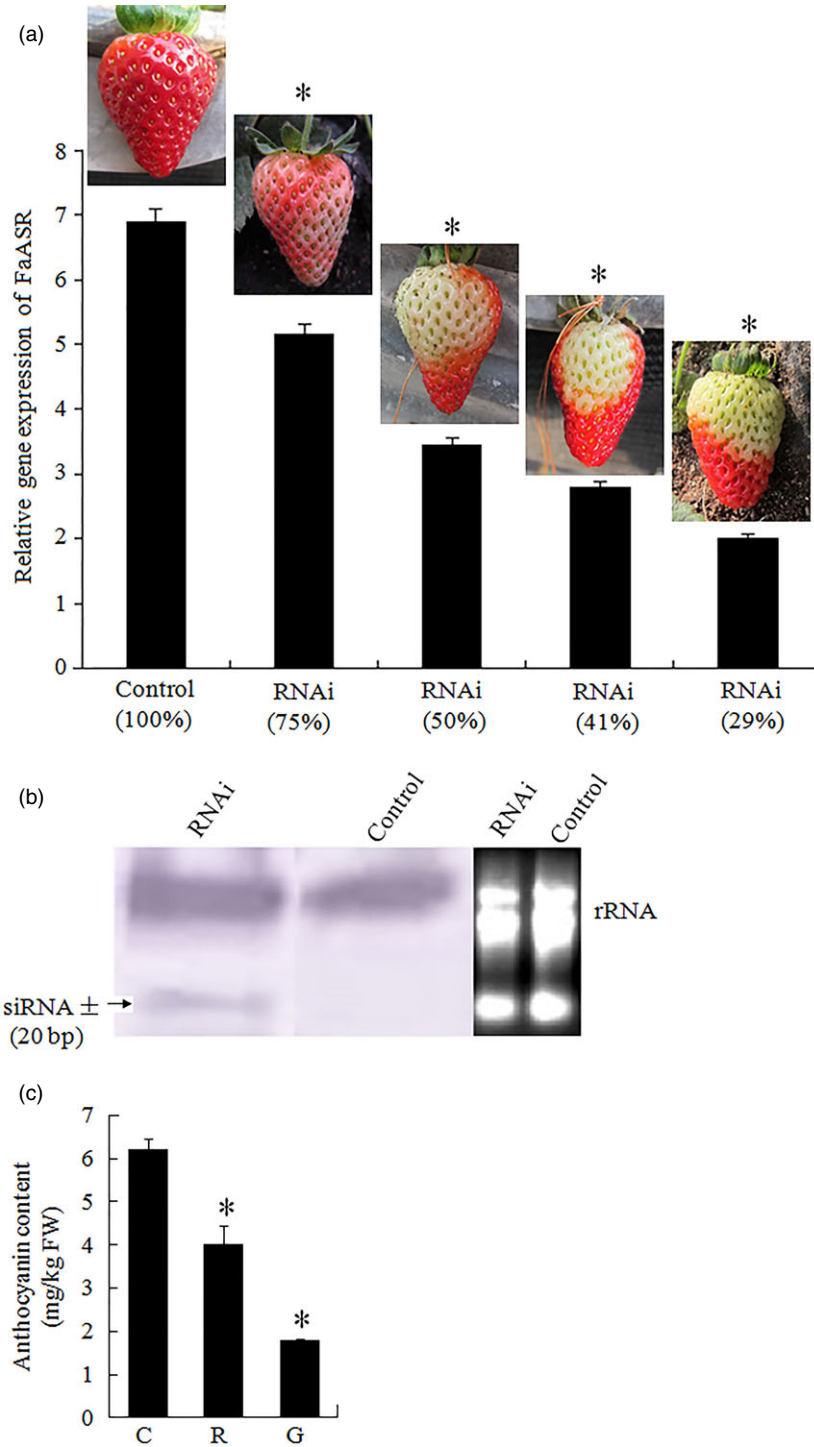 (a)
*
*
*
*
8
7
6
5
4
3
2
1
0
Relative gene expression of FaASR
Control RNAi RNAi RNAi RNAi
(100%) (75%) (50%) (41%) (29%)
(b)
RNAi Control RNAi Control
rRNA
siRNA ±
(20 bp)
(c)
7
6
5
4
3
2
1
0
Anthocyanin content
(mg/kg FW)
*
*
C R G